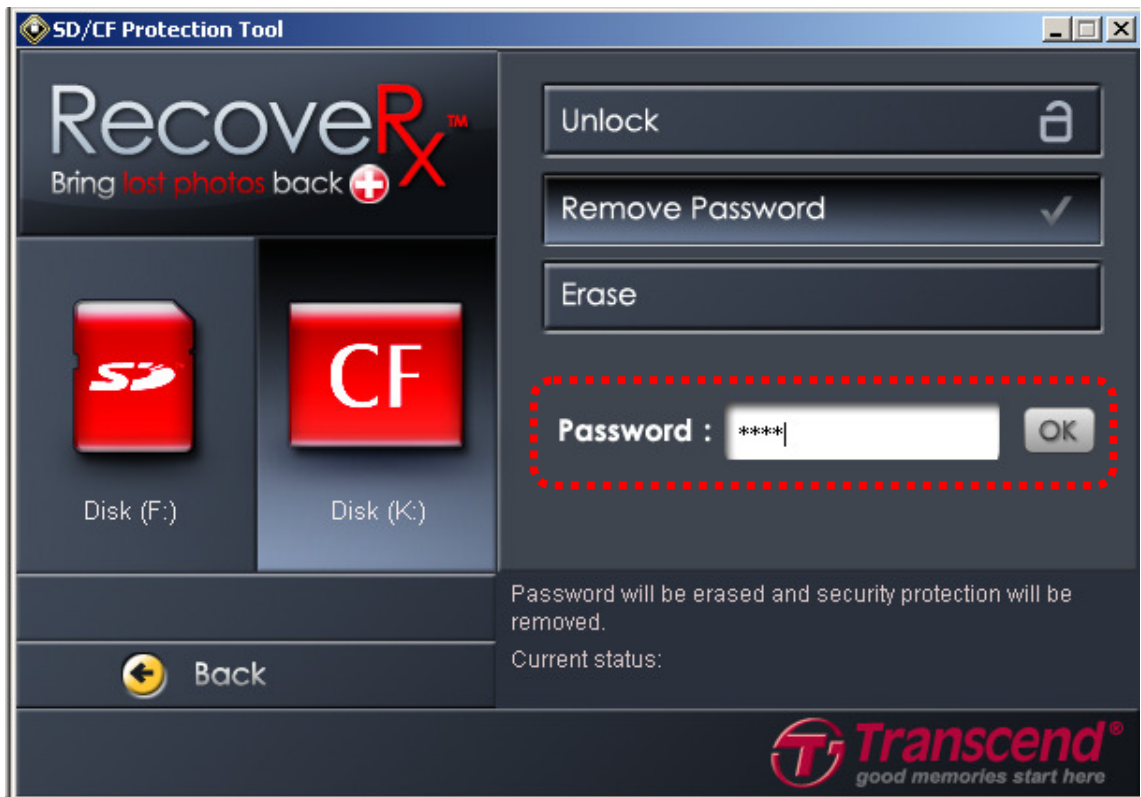 SD/CF Protection Tool
RecoveRx™
Bring lost photos back
SD
Disk (F:)
CF
Disk (K:)
Back
Unlock
Remove Password
Erase
Password : ****
OK
Password will be erased and security protection will be
removed.
Current status:
Transcend®
good memories start here